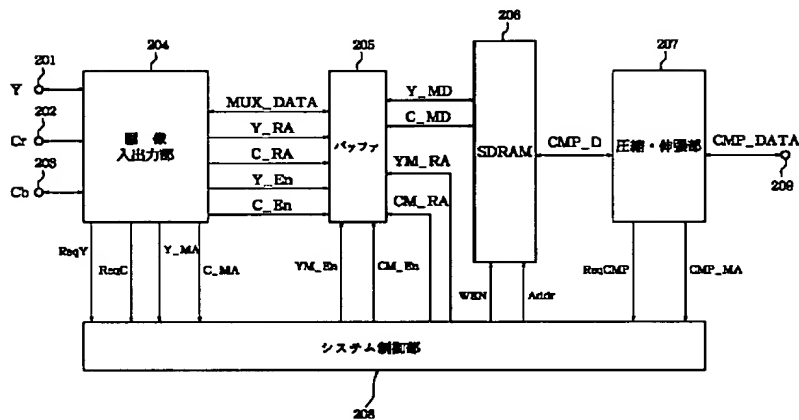 204
205
206
207
201
Y
202
Cr
203
Cb
画像
入出力部
MUX_DATA
Y_RA
C_RA
Y_En
C_En
バッファ
Y_MD
C_MD
YM_RA
CM_RA
SDRAM
CMP_D
圧縮・伸張部
CMP_DATA
209
ReqY
ReqC
Y_MA
C_MA
YM_En
CM_En
WEN
Addr
ReqCMP
CMP_MA
システム制御部
208